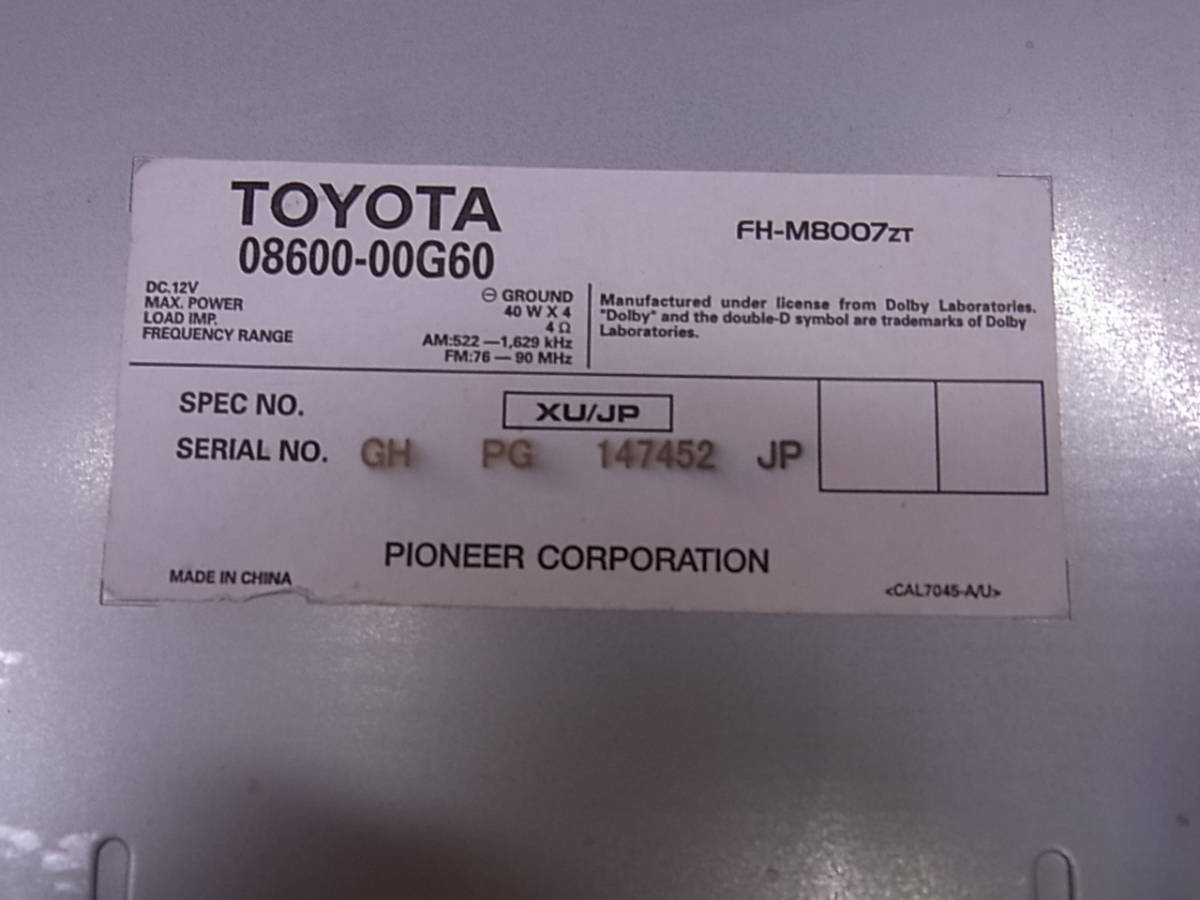 TOYOTA
08600-00G60
FH-M8007ZT
DC.12V ⊖ GROUND
MAX. POWER 40 W X 4
LOAD IMP. 4 Ω
FREQUENCY RANGE AM:522 — 1,629 kHz
FM:76 — 90 MHz
Manufactured under license from Dolby Laboratories.
"Dolby" and the double-D symbol are trademarks of Dolby
Laboratories.
SPEC NO. XU/JP
SERIAL NO. GH PG 147452 JP
PIONEER CORPORATION
MADE IN CHINA
<CAL7045-A/U>